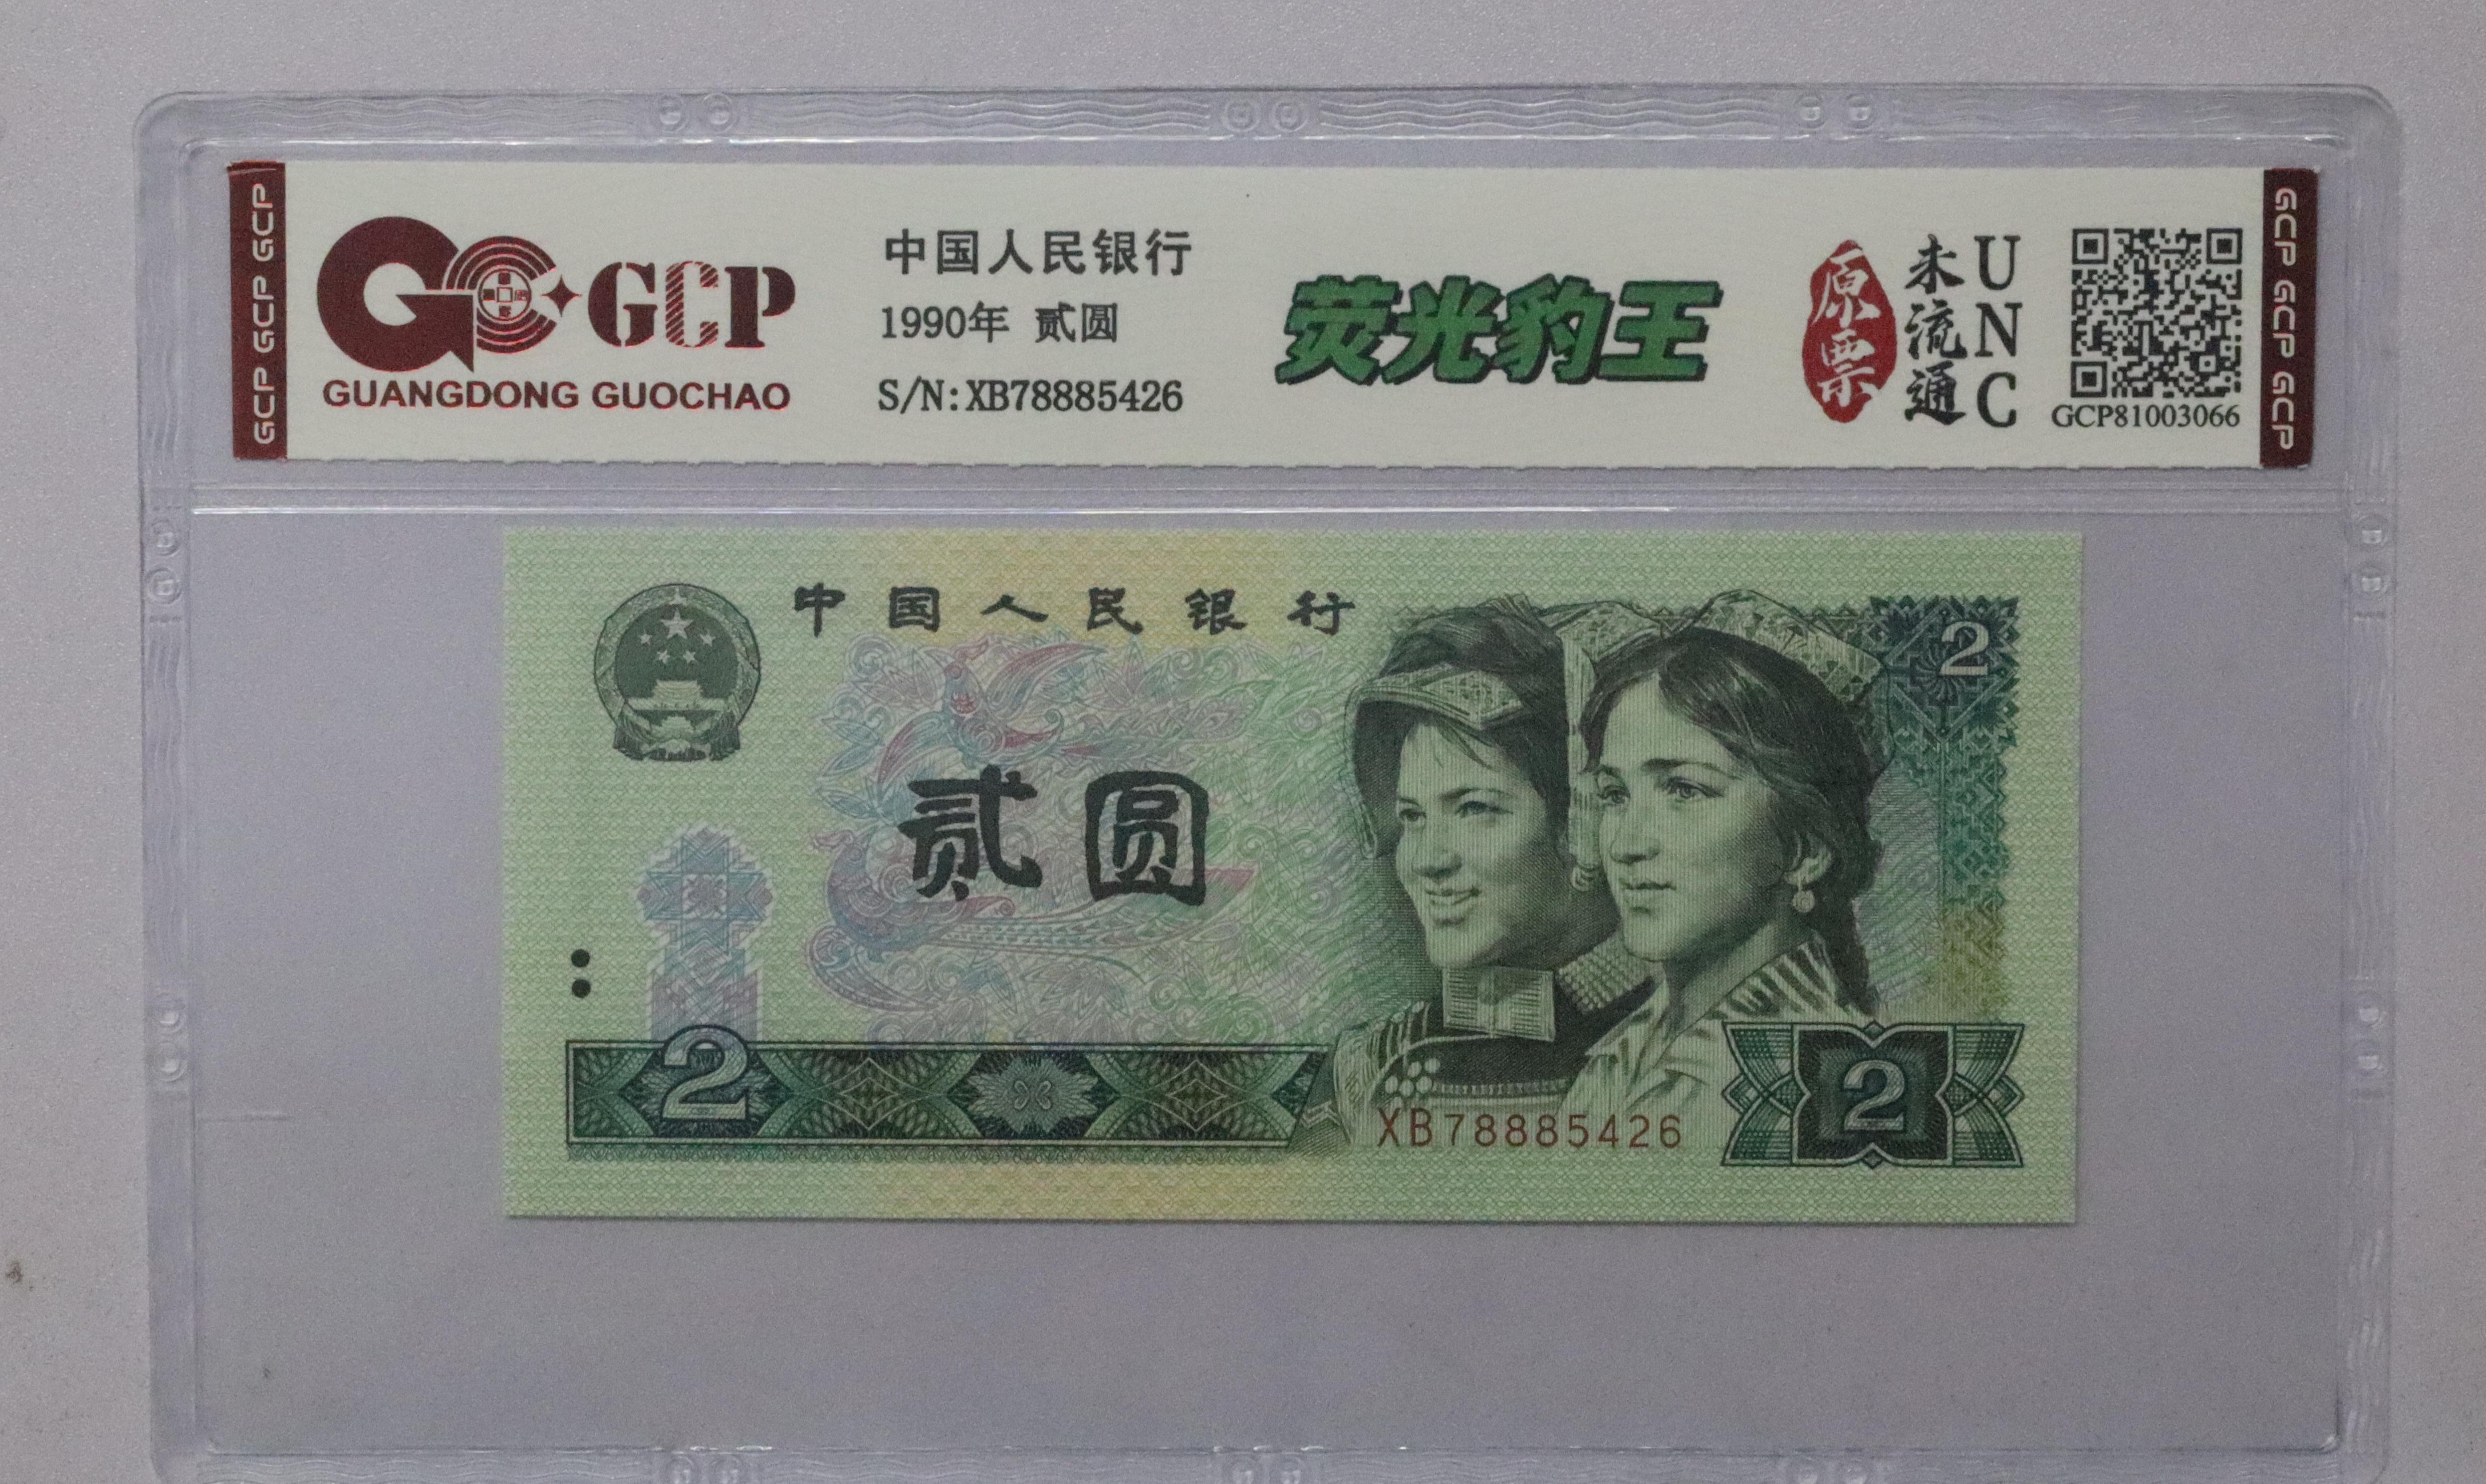 GCP GCP GCP
GCP
GUANGDONG GUOCHAO
中国人民银行
1990年 贰圆
S/N:XB78885426
荧光豹王
原票
未流通
UNC
GCP81003066
GCP GCP GCP
中国人民银行
2
贰圆
2
XB78885426
2